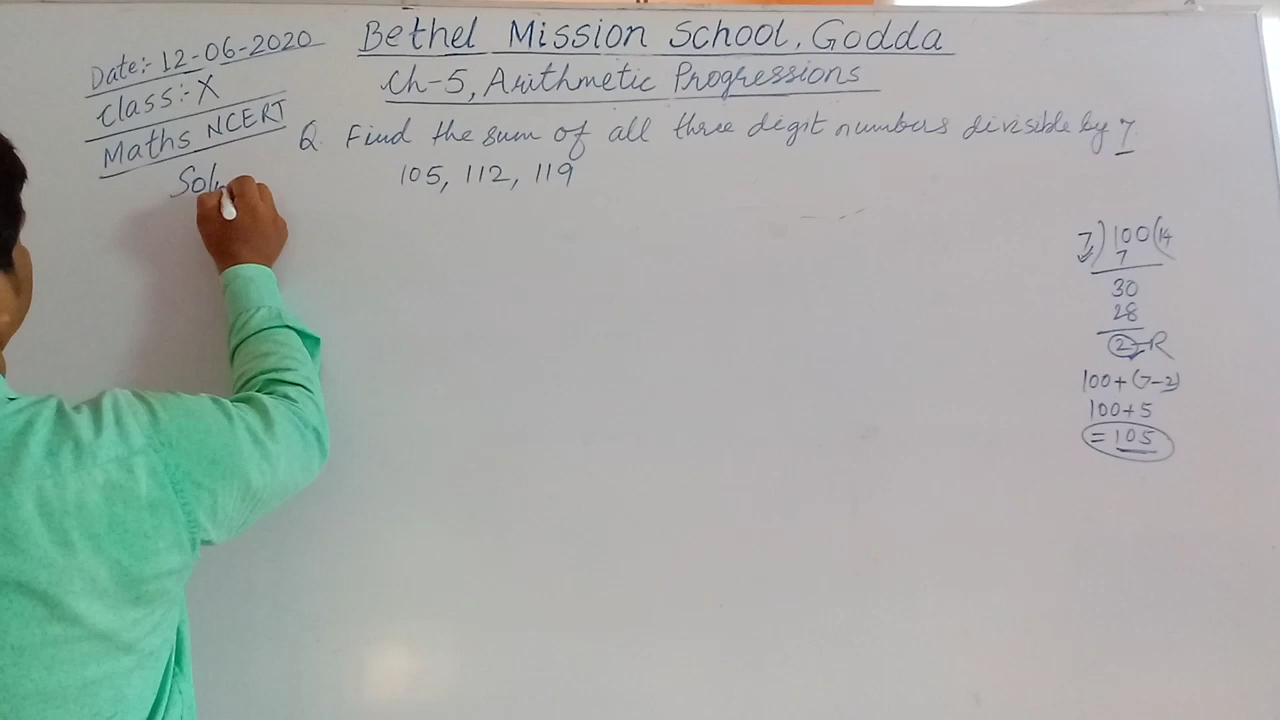 Date:- 12-06-2020
Class:- X
Maths NCERT
Bethel Mission School, Godda
Ch-5, Arithmetic Progressions
Q. Find the sum of all three digit numbers divisible by 7.
Soln
105, 112, 119
7)100(14
7
30
28
2 R
100+(7-2)
100+5
=105